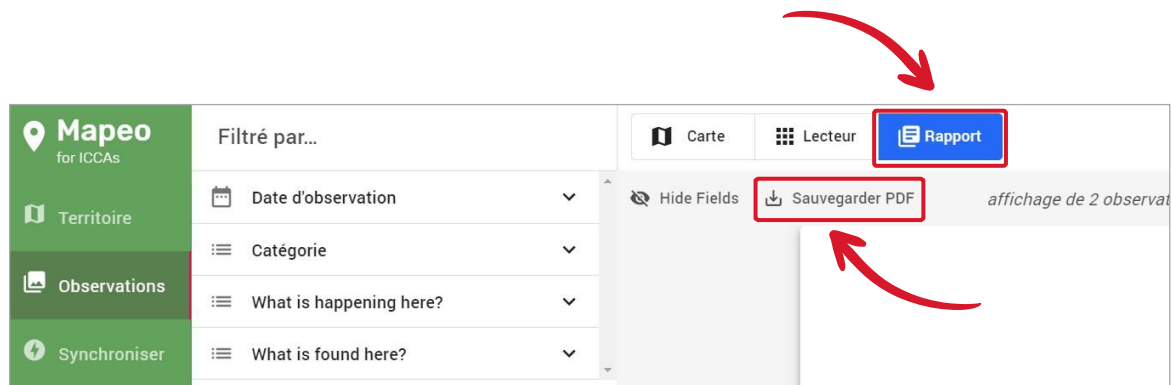 Mapeo
for ICCAs
Territoire
Observations
Synchroniser
Filtré par...
Date d'observation
Catégorie
What is happening here?
What is found here?
Carte
Lecteur
Rapport
Hide Fields
Sauvegarder PDF
affichage de 2 observat